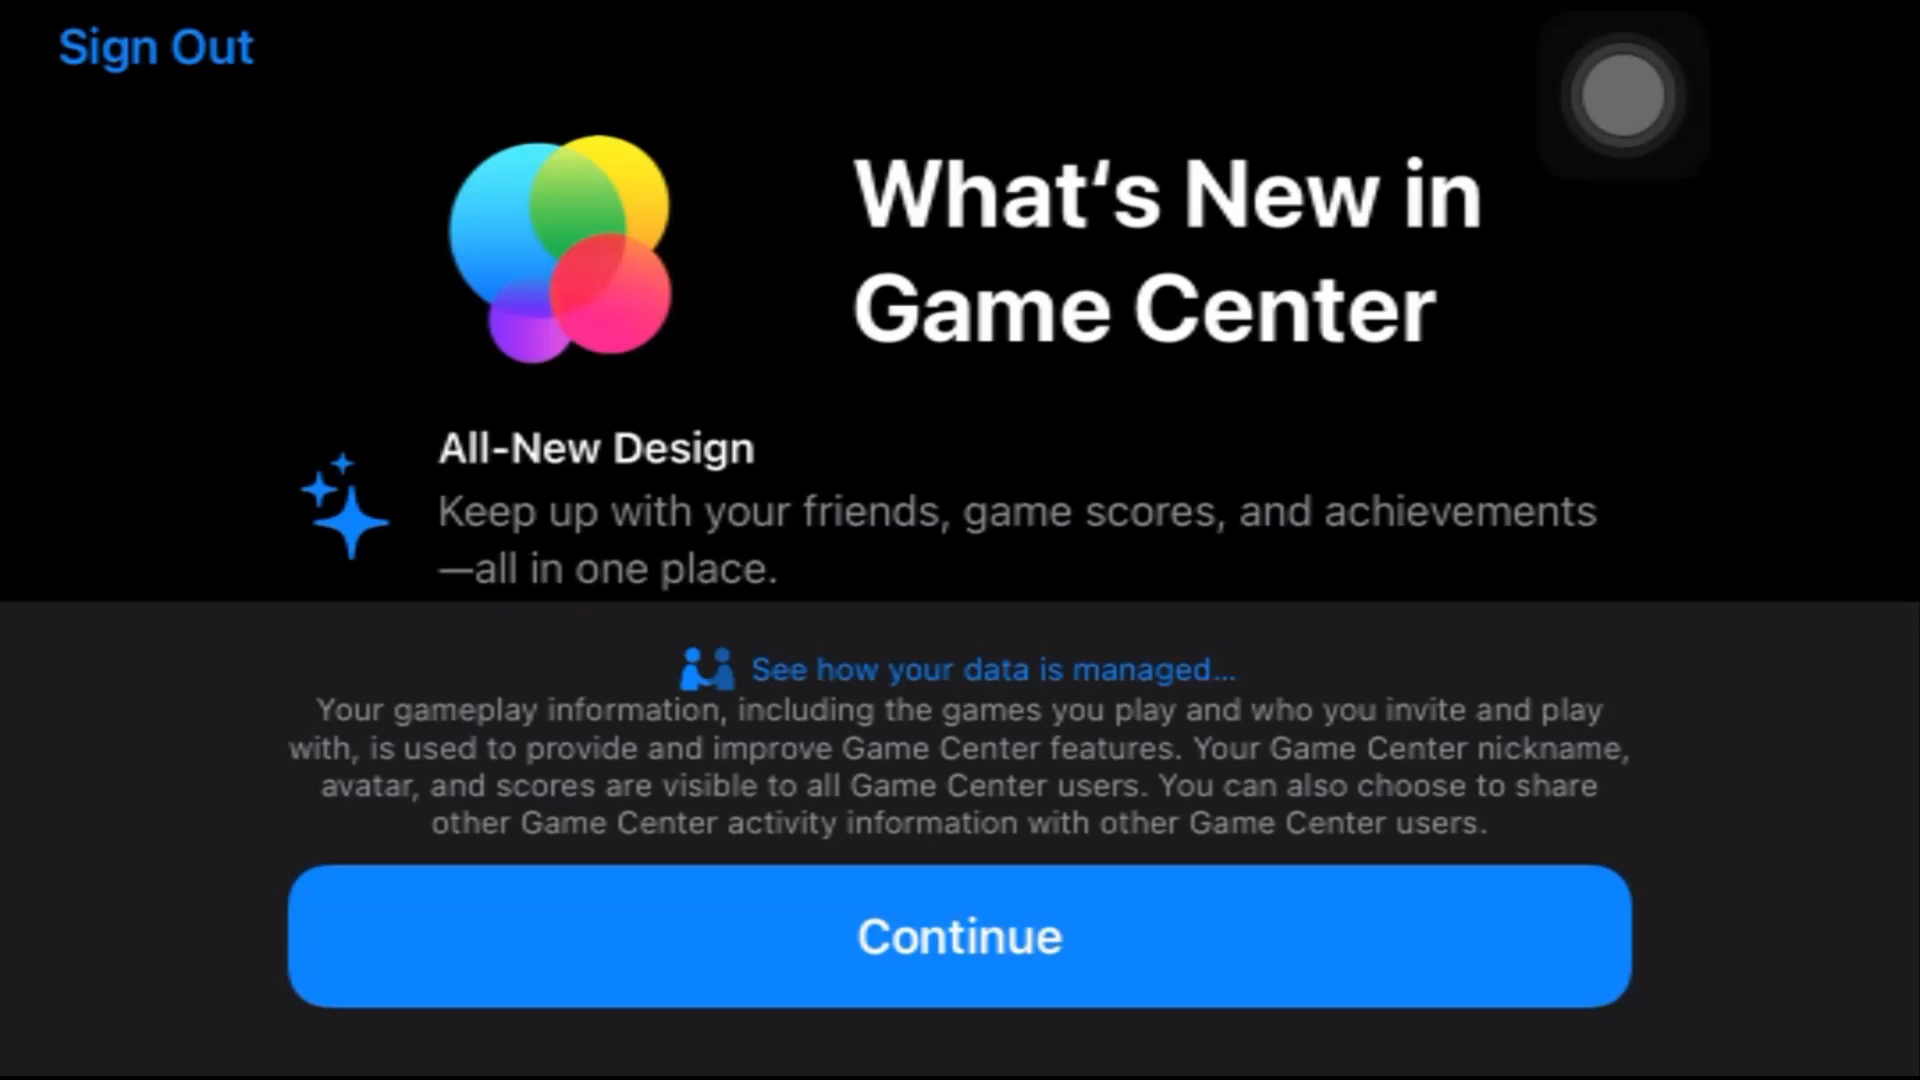 Sign Out
What‘s New in
Game Center
All-New Design
Keep up with your friends, game scores, and achievements
—all in one place.
See how your data is managed...
Your gameplay information, including the games you play and who you invite and play
with, is used to provide and improve Game Center features. Your Game Center nickname,
avatar, and scores are visible to all Game Center users. You can also choose to share
other Game Center activity information with other Game Center users.
Continue